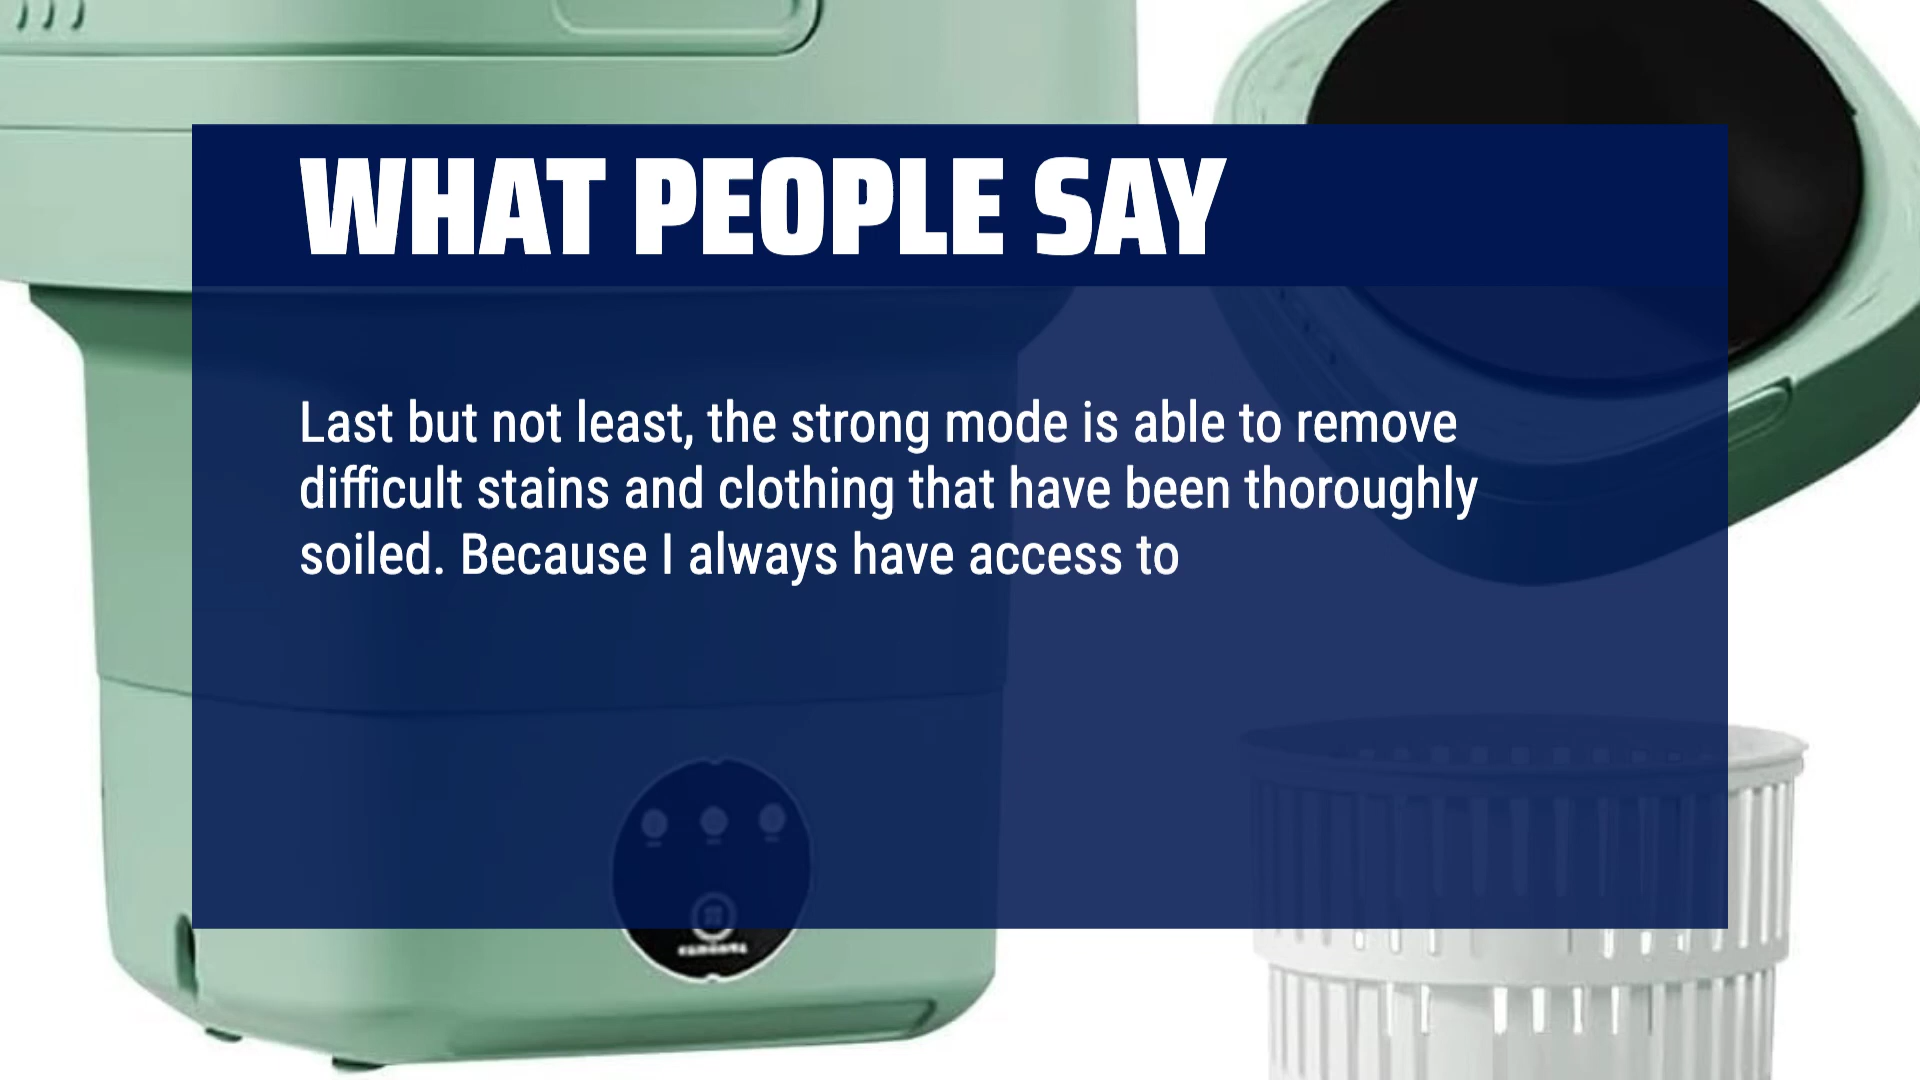 WHAT PEOPLE SAY
Last but not least, the strong mode is able to remove
difficult stains and clothing that have been thoroughly
soiled. Because I always have access to